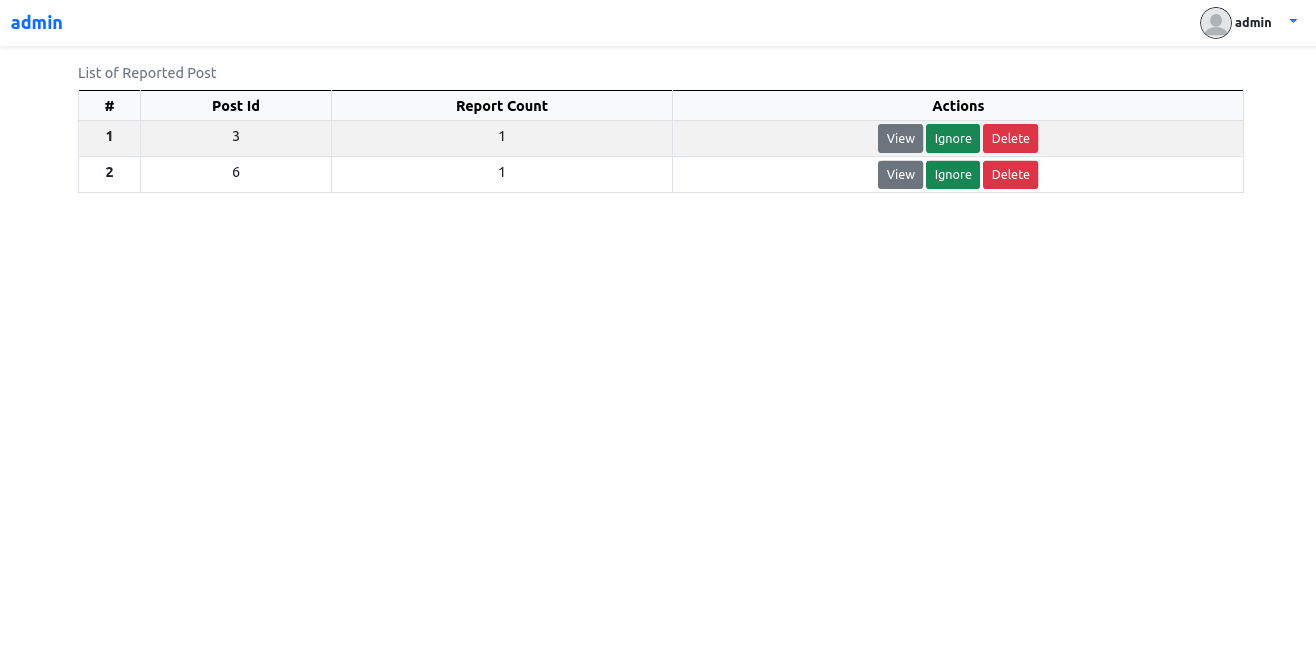 admin
admin
List of Reported Post
# Post Id Report Count Actions
1 3 1 View Ignore Delete
2 6 1 View Ignore Delete